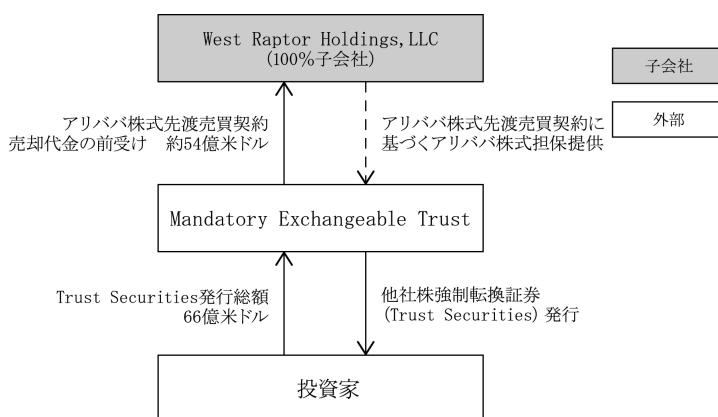 West Raptor Holdings,LLC
(100％子会社)
子会社
外部
アリババ株式先渡売買契約
売却代金の前受け　約54億米ドル
アリババ株式先渡売買契約に
基づくアリババ株式担保提供
Mandatory Exchangeable Trust
Trust Securities発行総額
66億米ドル
他社株強制転換証券
(Trust Securities) 発行
投資家